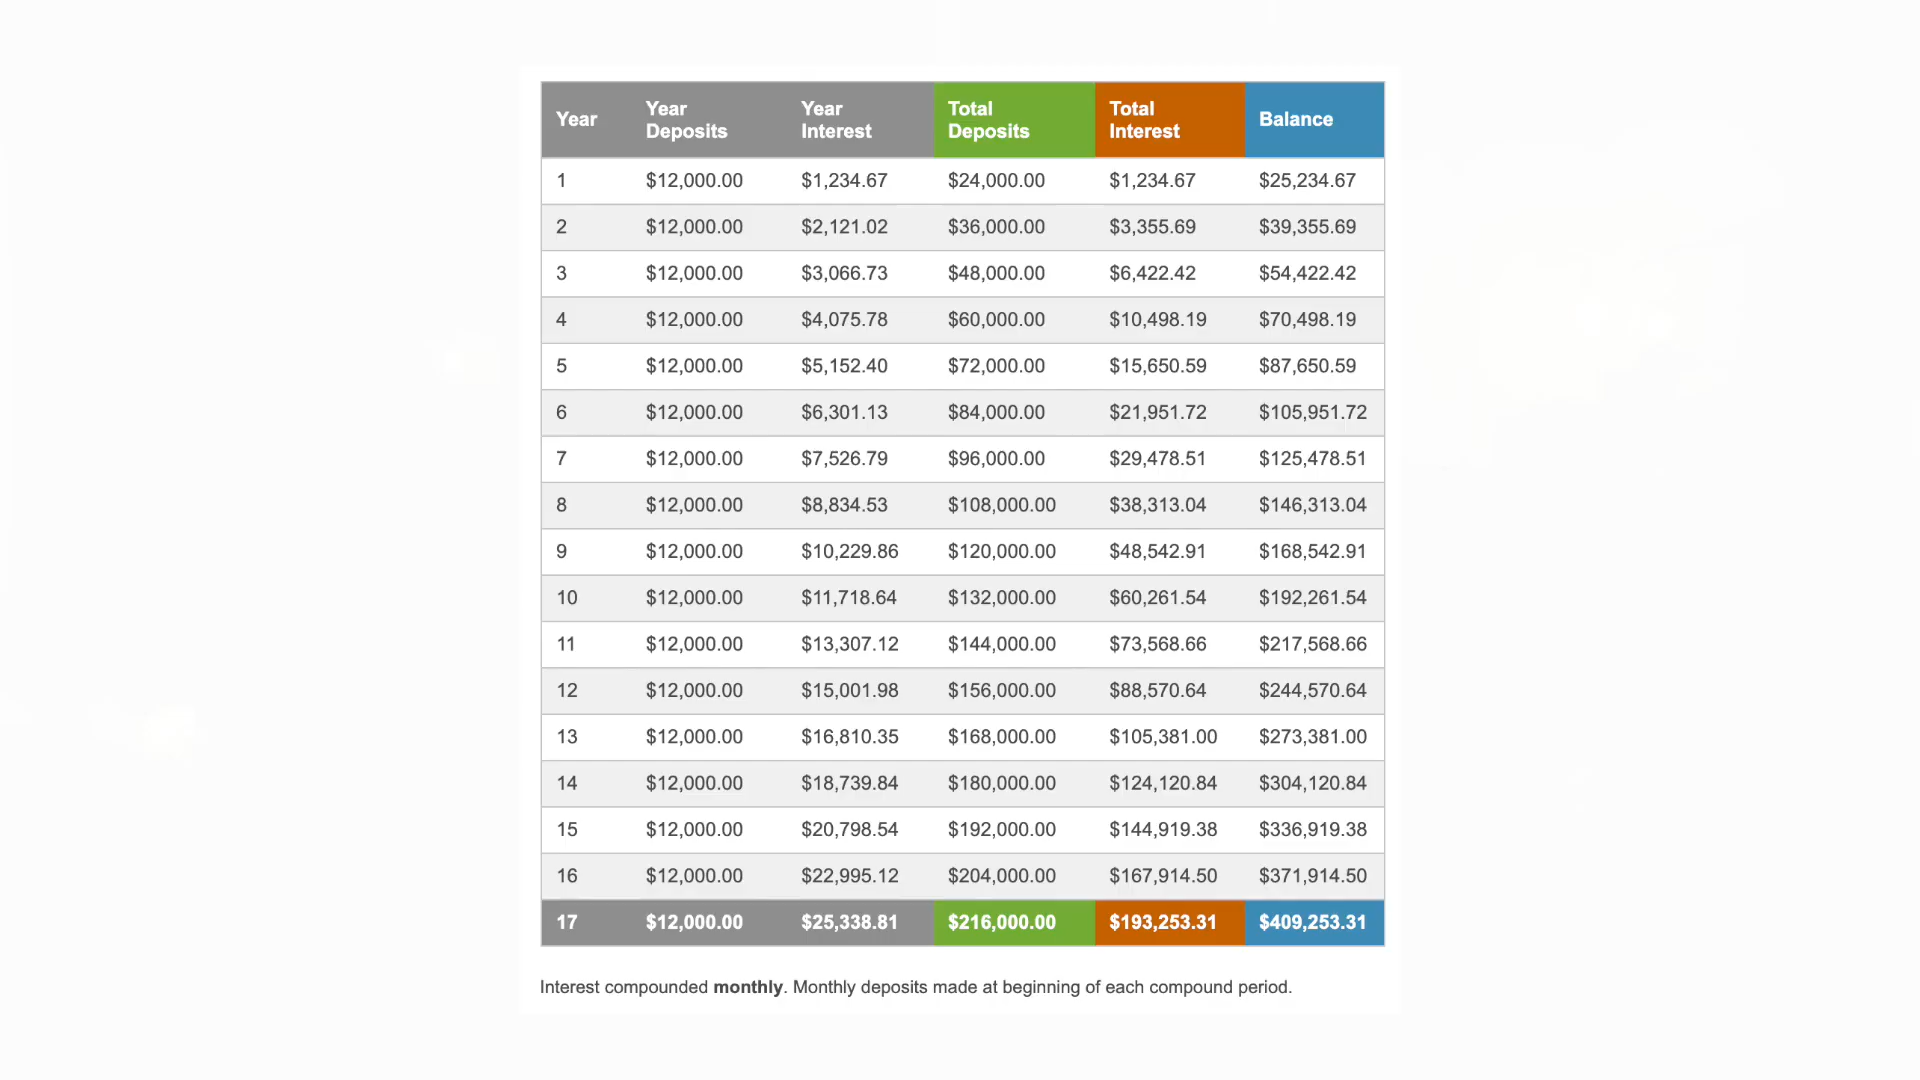 Year Year Deposits Year Interest Total Deposits Total Interest Balance
1 $12,000.00 $1,234.67 $24,000.00 $1,234.67 $25,234.67
2 $12,000.00 $2,121.02 $36,000.00 $3,355.69 $39,355.69
3 $12,000.00 $3,066.73 $48,000.00 $6,422.42 $54,422.42
4 $12,000.00 $4,075.78 $60,000.00 $10,498.19 $70,498.19
5 $12,000.00 $5,152.40 $72,000.00 $15,650.59 $87,650.59
6 $12,000.00 $6,301.13 $84,000.00 $21,951.72 $105,951.72
7 $12,000.00 $7,526.79 $96,000.00 $29,478.51 $125,478.51
8 $12,000.00 $8,834.53 $108,000.00 $38,313.04 $146,313.04
9 $12,000.00 $10,229.86 $120,000.00 $48,542.91 $168,542.91
10 $12,000.00 $11,718.64 $132,000.00 $60,261.54 $192,261.54
11 $12,000.00 $13,307.12 $144,000.00 $73,568.66 $217,568.66
12 $12,000.00 $15,001.98 $156,000.00 $88,570.64 $244,570.64
13 $12,000.00 $16,810.35 $168,000.00 $105,381.00 $273,381.00
14 $12,000.00 $18,739.84 $180,000.00 $124,120.84 $304,120.84
15 $12,000.00 $20,798.54 $192,000.00 $144,919.38 $336,919.38
16 $12,000.00 $22,995.12 $204,000.00 $167,914.50 $371,914.50
17 $12,000.00 $25,338.81 $216,000.00 $193,253.31 $409,253.31
Interest compounded monthly. Monthly deposits made at beginning of each compound period.